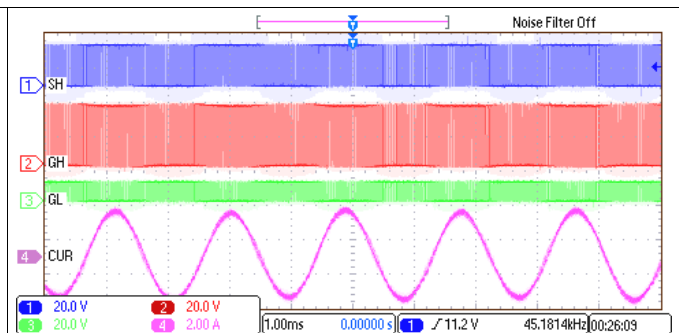 Noise Filter Off
1 SH
2 GH
3 GL
4 CUR
1 20.0 V 2 20.0 V
3 20.0 V 4 2.00 A
1.00ms 0.00000 s 1 / 11.2 V 45.1814kHz 00:26:09